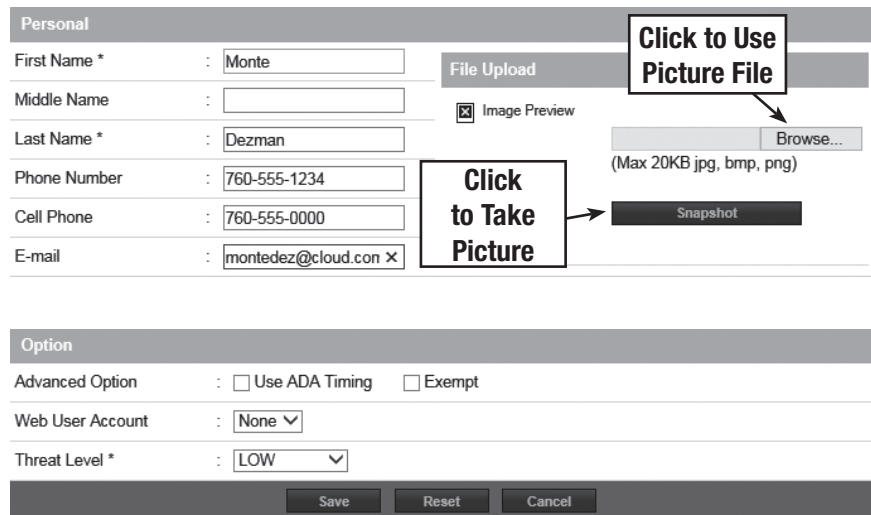 Personal
First Name * : Monte
Middle Name :
Last Name * : Dezman
Phone Number : 760-555-1234
Cell Phone : 760-555-0000
E-mail : montedez@cloud.com ×
File Upload
Image Preview
Browse...
(Max 20KB jpg, bmp, png)
Snapshot
Click to Use
Picture File
Click
to Take
Picture
Option
Advanced Option : Use ADA Timing Exempt
Web User Account : None
Threat Level * : LOW
Save Reset Cancel